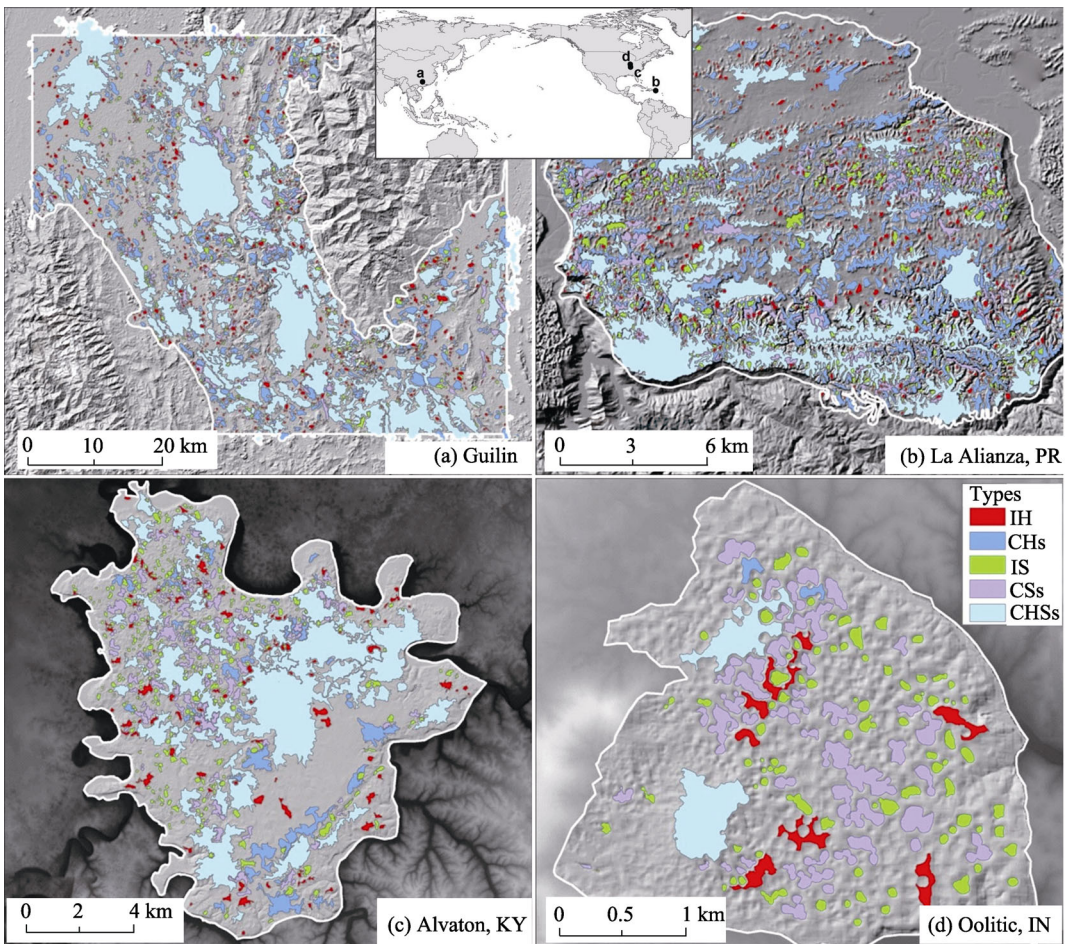 a
d
c
b
0 10 20 km
(a) Guilin
0 3 6 km
(b) La Alianza, PR
0 2 4 km
(c) Alvaton, KY
Types
IH
CHs
IS
CSs
CHSs
0 0.5 1 km
(d) Oolitic, IN